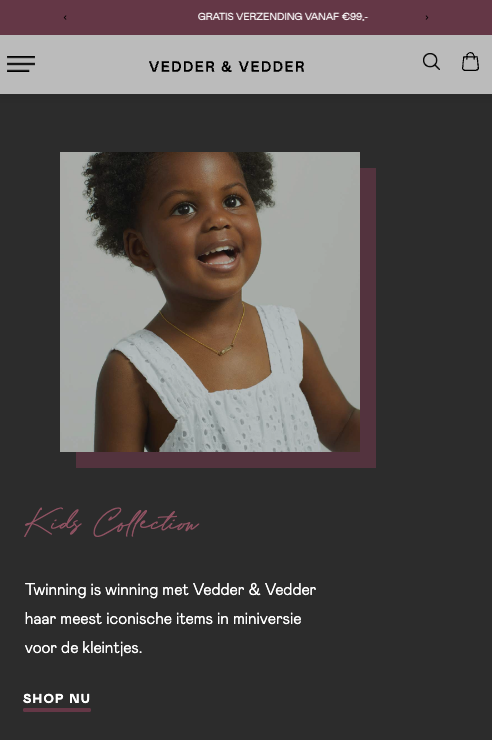 GRATIS VERZENDING VANAF €99,-
VEDDER & VEDDER
Kids Collection
Twinning is winning met Vedder & Vedder
haar meest iconische items in miniversie
voor de kleintjes.
SHOP NU